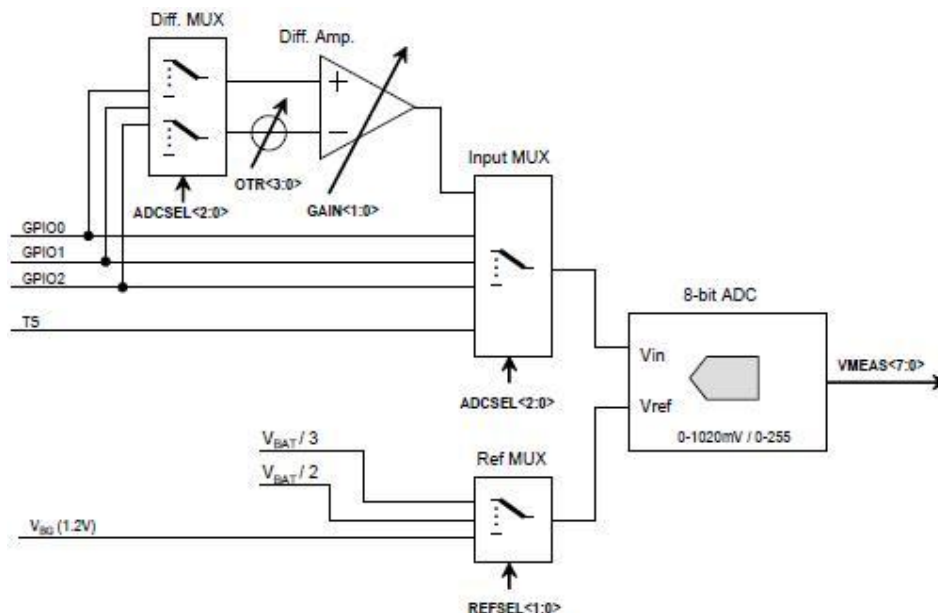 Diff. MUX
Diff. Amp.
+
−
OTR<3:0>
GAIN<1:0>
ADCSEL<2:0>
Input MUX
GPIO0
GPIO1
GPIO2
TS
ADCSEL<2:0>
8-bit ADC
Vin
Vref
0-1020mV / 0-255
VMEAS<7:0>
Ref MUX
VBAT / 3
VBAT / 2
VBG (1.2V)
REFSEL<1:0>